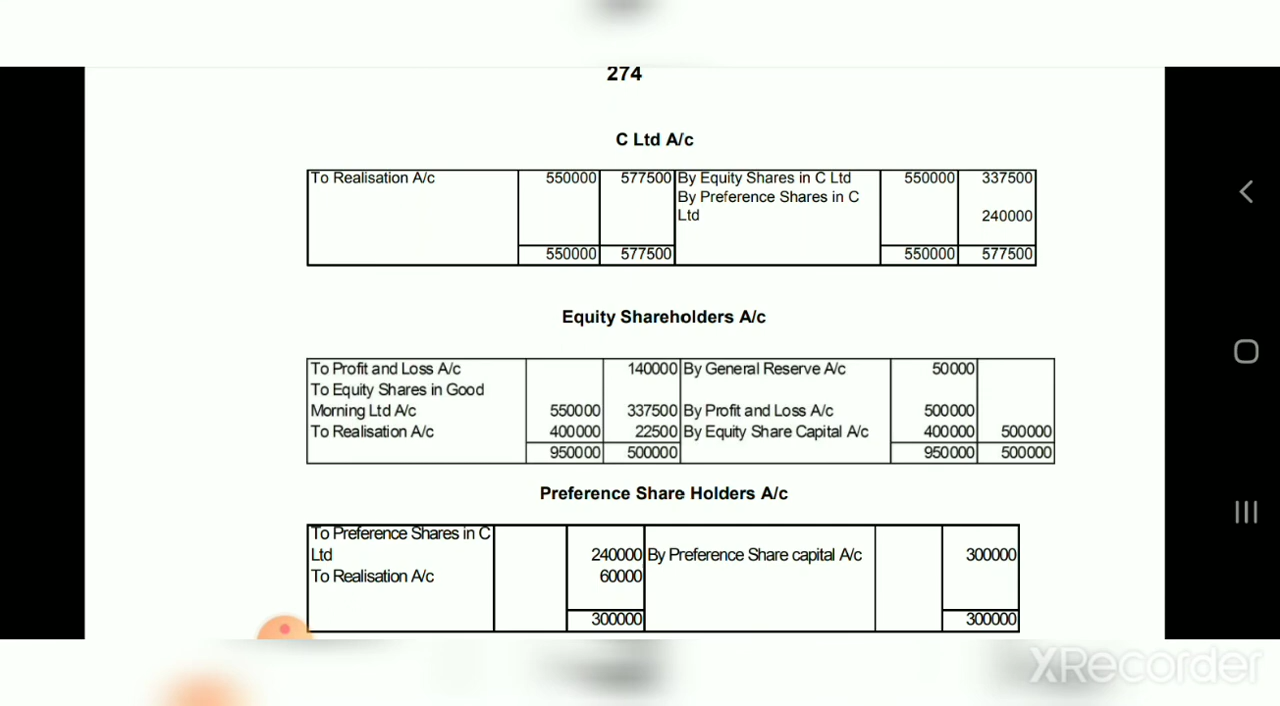 274
C Ltd A/c
To Realisation A/c 550000 577500 By Equity Shares in C Ltd 550000 337500
By Preference Shares in C
Ltd 240000
550000 577500 550000 577500
Equity Shareholders A/c
To Profit and Loss A/c 140000 By General Reserve A/c 50000
To Equity Shares in Good
Morning Ltd A/c 550000 337500 By Profit and Loss A/c 500000
To Realisation A/c 400000 22500 By Equity Share Capital A/c 400000 500000
950000 500000 950000 500000
Preference Share Holders A/c
To Preference Shares in C
Ltd 240000 By Preference Share capital A/c 300000
To Realisation A/c 60000
300000 300000
XRecorder